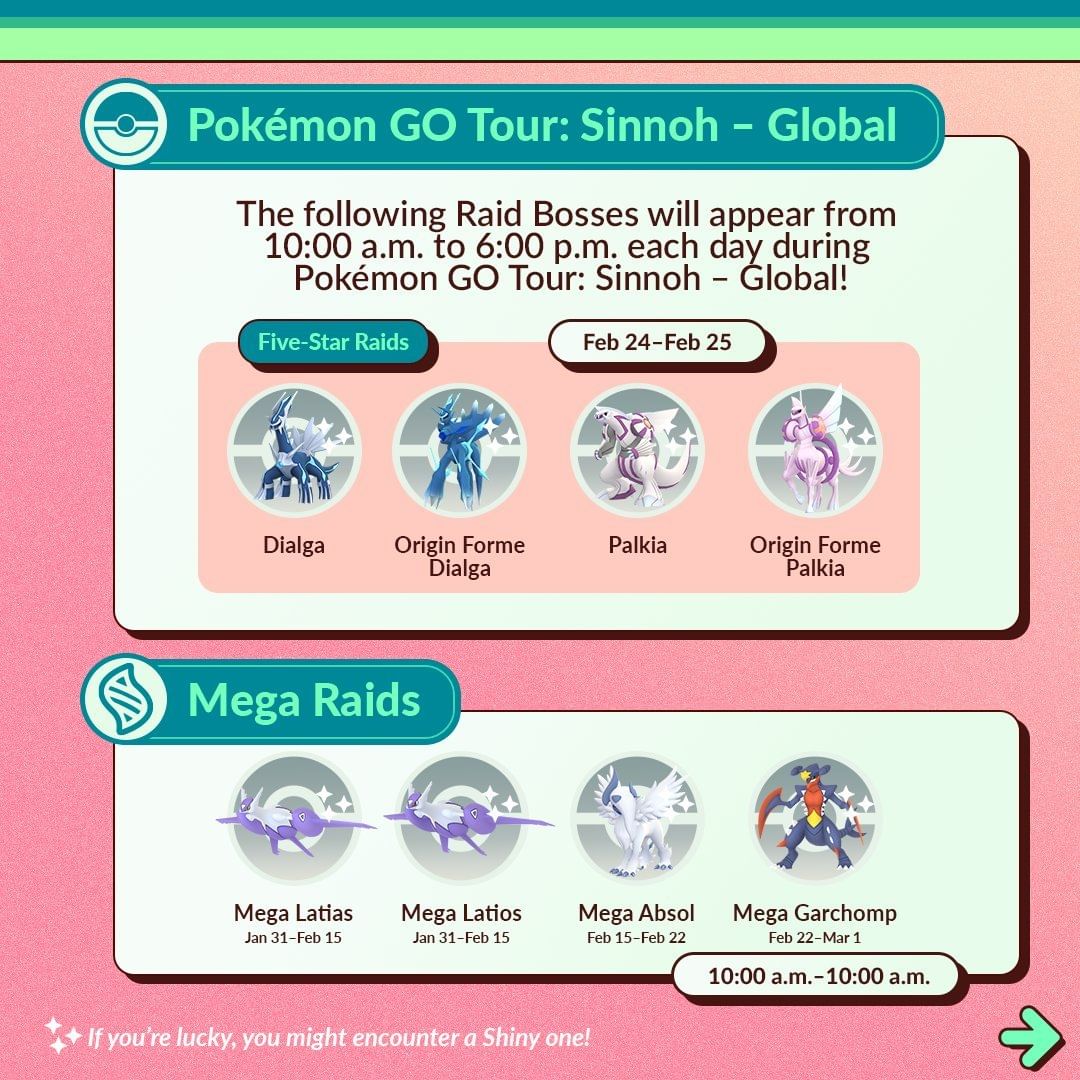 Pokémon GO Tour: Sinnoh – Global
The following Raid Bosses will appear from
10:00 a.m. to 6:00 p.m. each day during
Pokémon GO Tour: Sinnoh – Global!
Five-Star Raids
Feb 24–Feb 25
Dialga
Origin Forme
Dialga
Palkia
Origin Forme
Palkia
Mega Raids
Mega Latias
Jan 31–Feb 15
Mega Latios
Jan 31–Feb 15
Mega Absol
Feb 15–Feb 22
Mega Garchomp
Feb 22–Mar 1
10:00 a.m.–10:00 a.m.
If you’re lucky, you might encounter a Shiny one!